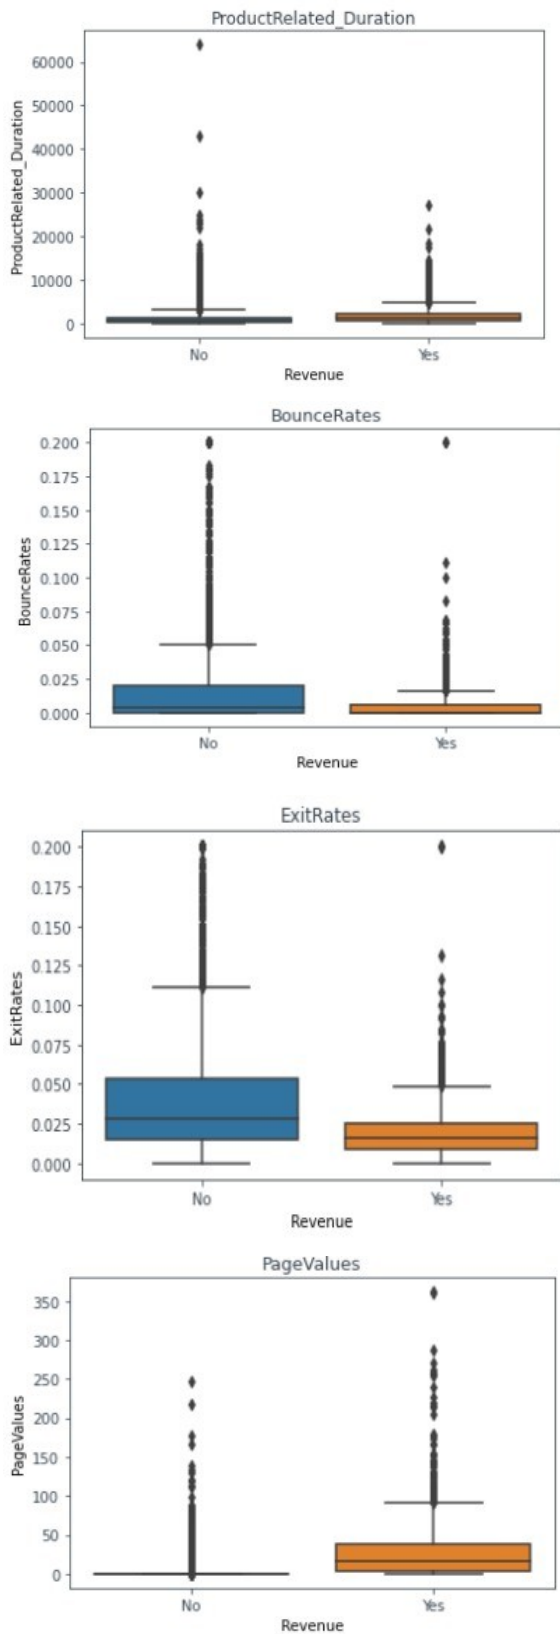 ProductRelated_Duration
60000
50000
40000
30000
20000
10000
0
ProductRelated_Duration
No
Yes
Revenue
BounceRates
0.200
0.175
0.150
0.125
0.100
0.075
0.050
0.025
0.000
BounceRates
No
Yes
Revenue
ExitRates
0.200
0.175
0.150
0.125
0.100
0.075
0.050
0.025
0.000
ExitRates
No
Yes
Revenue
PageValues
350
300
250
200
150
100
50
0
PageValues
No
Yes
Revenue